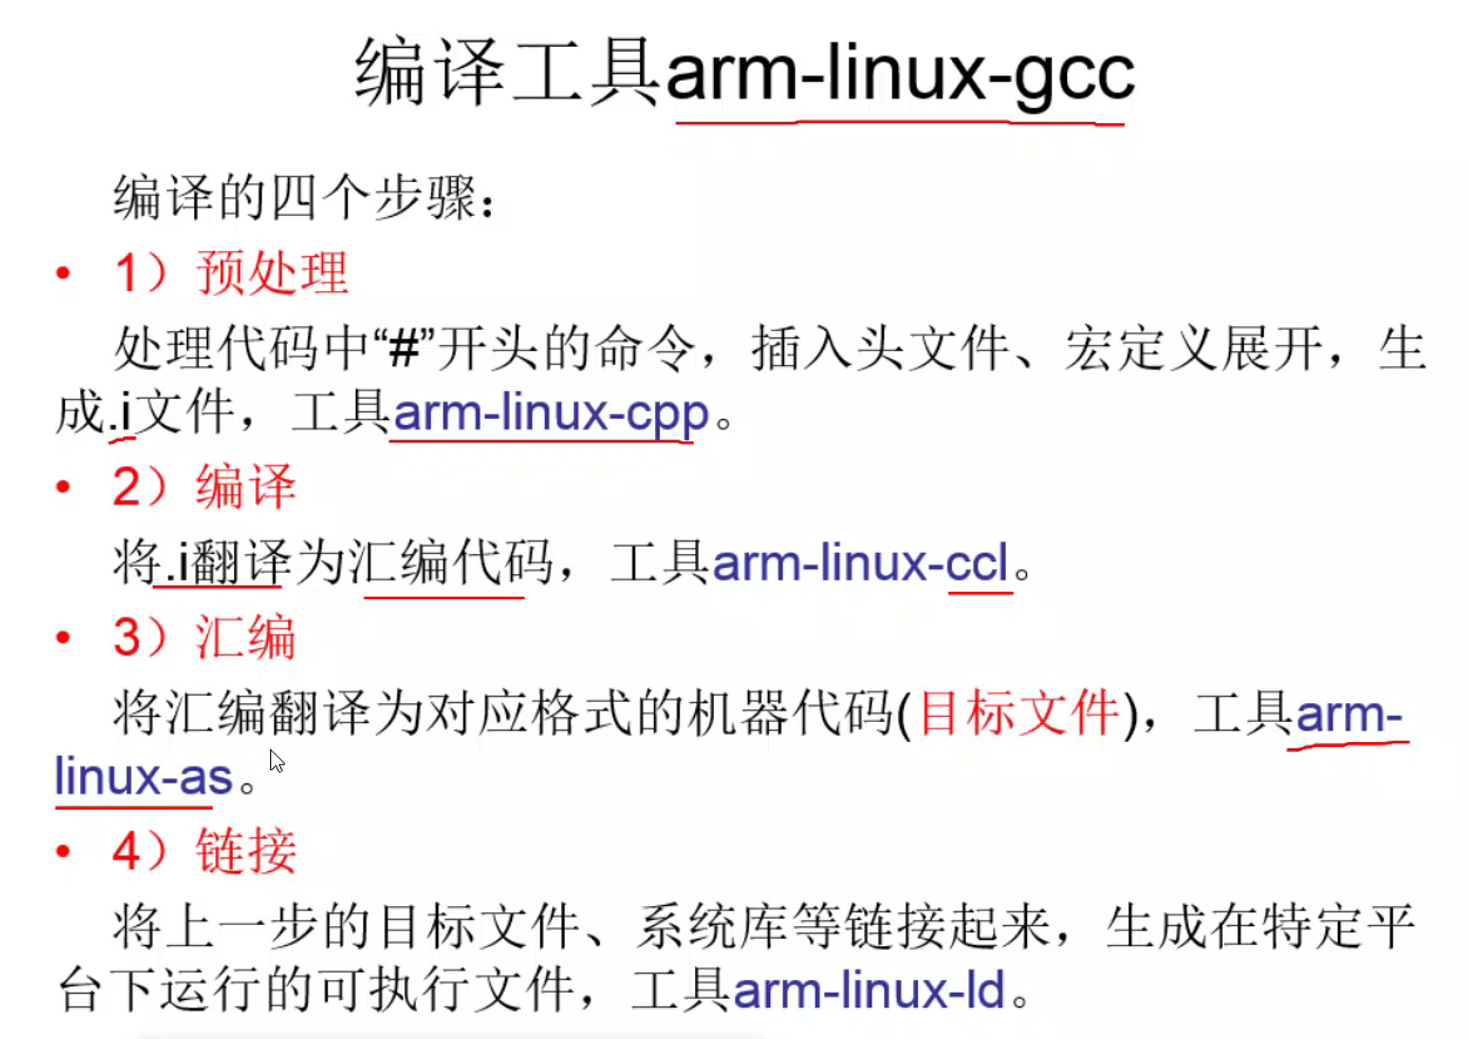 编译工具arm-linux-gcc
编译的四个步骤：
• 1）预处理
处理代码中“#”开头的命令，插入头文件、宏定义展开，生
成.i文件，工具arm-linux-cpp。
• 2）编译
将.i翻译为汇编代码，工具arm-linux-ccl。
• 3）汇编
将汇编翻译为对应格式的机器代码(目标文件)，工具arm-
linux-as。
• 4）链接
将上一步的目标文件、系统库等链接起来，生成在特定平
台下运行的可执行文件，工具arm-linux-ld。